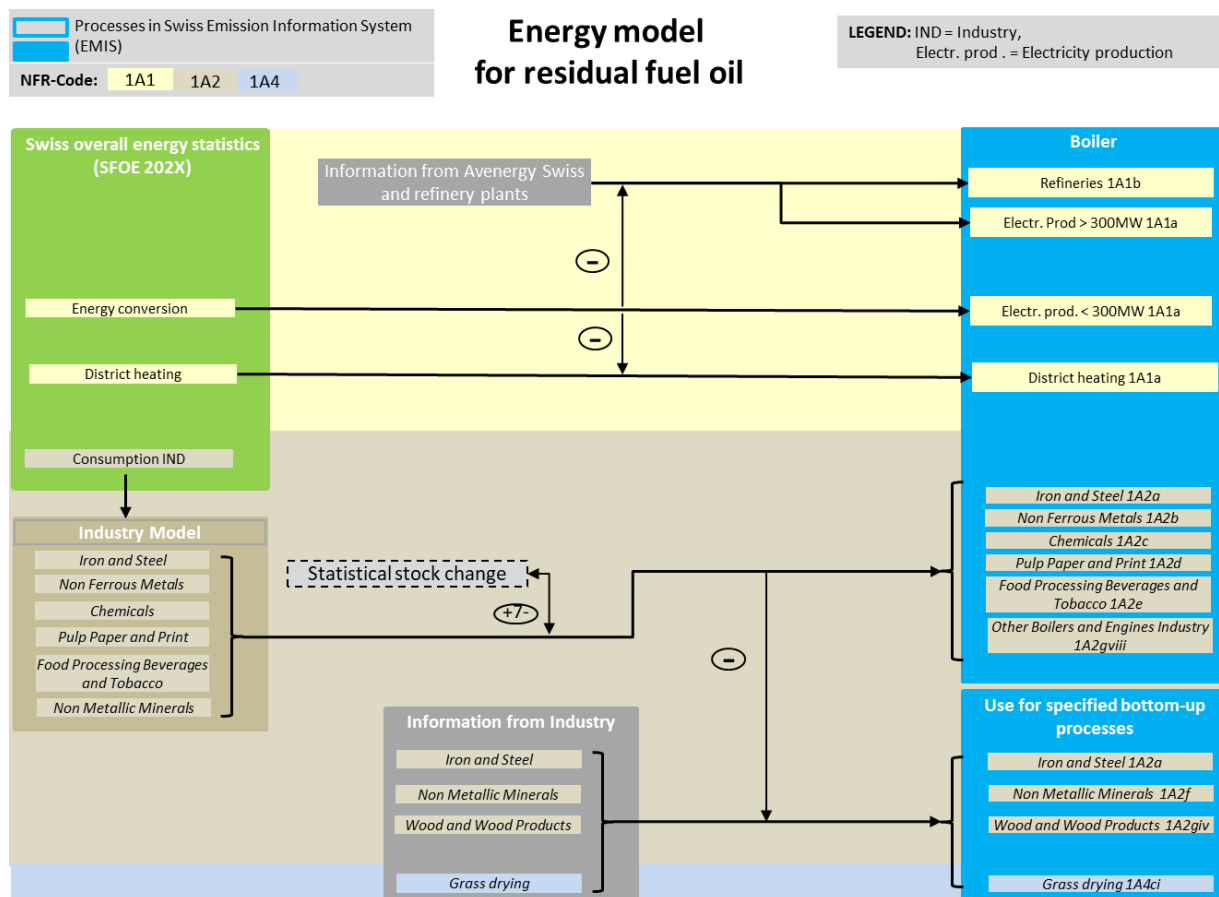 Processes in Swiss Emission Information System
(EMIS)
NFR-Code: 1A1 1A2 1A4
Energy model
for residual fuel oil
LEGEND: IND = Industry,
Electr. prod . = Electricity production
Swiss overall energy statistics
(SFOE 202X)
Energy conversion
District heating
Consumption IND
Information from Avenergy Swiss
and refinery plants
−
−
Boiler
Refineries 1A1b
Electr. Prod > 300MW 1A1a
Electr. prod. < 300MW 1A1a
District heating 1A1a
Iron and Steel 1A2a
Non Ferrous Metals 1A2b
Chemicals 1A2c
Pulp Paper and Print 1A2d
Food Processing Beverages and
Tobacco 1A2e
Other Boilers and Engines Industry
1A2gviii
Industry Model
Iron and Steel
Non Ferrous Metals
Chemicals
Pulp Paper and Print
Food Processing Beverages
and Tobacco
Non Metallic Minerals
Statistical stock change
+7-
−
Information from Industry
Iron and Steel
Non Metallic Minerals
Wood and Wood Products
Grass drying
Use for specified bottom-up
processes
Iron and Steel 1A2a
Non Metallic Minerals 1A2f
Wood and Wood Products 1A2giv
Grass drying 1A4ci